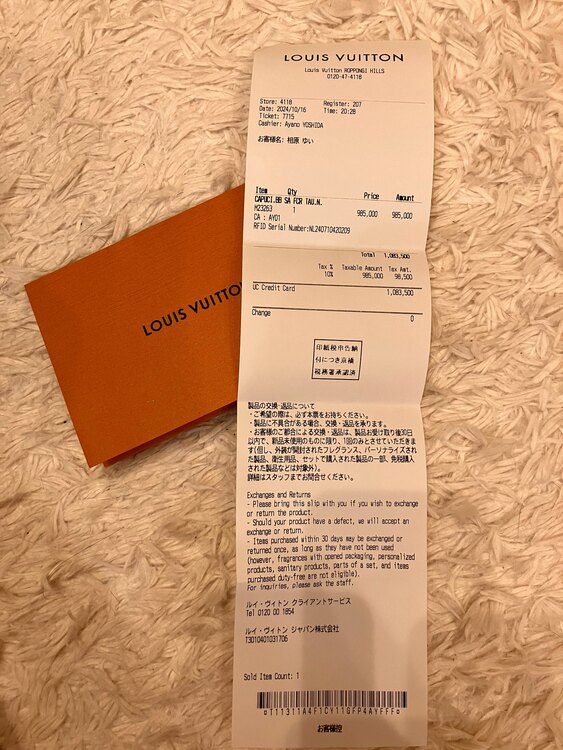 LOUIS VUITTON
Louis Vuitton ROPPONGI HILLS
0120-47-4118
Store: 4118 Register: 207
Date: 2024/10/16 Time: 20:28
Ticket: 7715
Cashier: Ayano YOSHIDA
お客様名: 相原 ゆい
Item Qty Price Amount
CAPUCI.BB SA FCR TAU.N.
M23263 1 985,000 985,000
CA : AY01
RFID Serial Number:NL240710420209
Total 1,083,500
Tax % Taxable Amount Tax Amt.
10% 985,000 98,500
UC Credit Card 1,083,500
Change 0
印紙税申告納
付につき京橋
税務署承認済
製品の交換・返品について
・ご希望の際は、必ず本票をお持ちください。
・製品に不具合がある場合、交換・返品を承ります。
・お客様のご都合による交換・返品は、製品お受け取り後30日
以内で、新品未使用のものに限り、1回のみとさせていただきま
す(但し、外装が開封されたフレグランス、パーソナライズされ
た製品、衛生用品、セットで購入された製品の一部、免税購入
された製品などは対象外)。
詳細はスタッフまでお問合せください。
Exchanges and Returns
- Please bring this slip with you if you wish to exchange
or return the product.
- Should your product have a defect, we will accept an
exchange or return.
- Items purchased within 30 days may be exchanged or
returned once, as long as they have not been used
(however, fragrances with opened packaging, personalized
products, sanitary products, parts of a set, and items
purchased duty-free are not eligible).
For inquiries, please ask the staff.
ルイ・ヴィトン クライアントサービス
Tel 0120 00 1854
ルイ・ヴィトン ジャパン株式会社
T3010401031706
Sold Item Count: 1
0T11311A4F1CY11GFP4AYFFF0
お客様控
LOUIS VUITTON